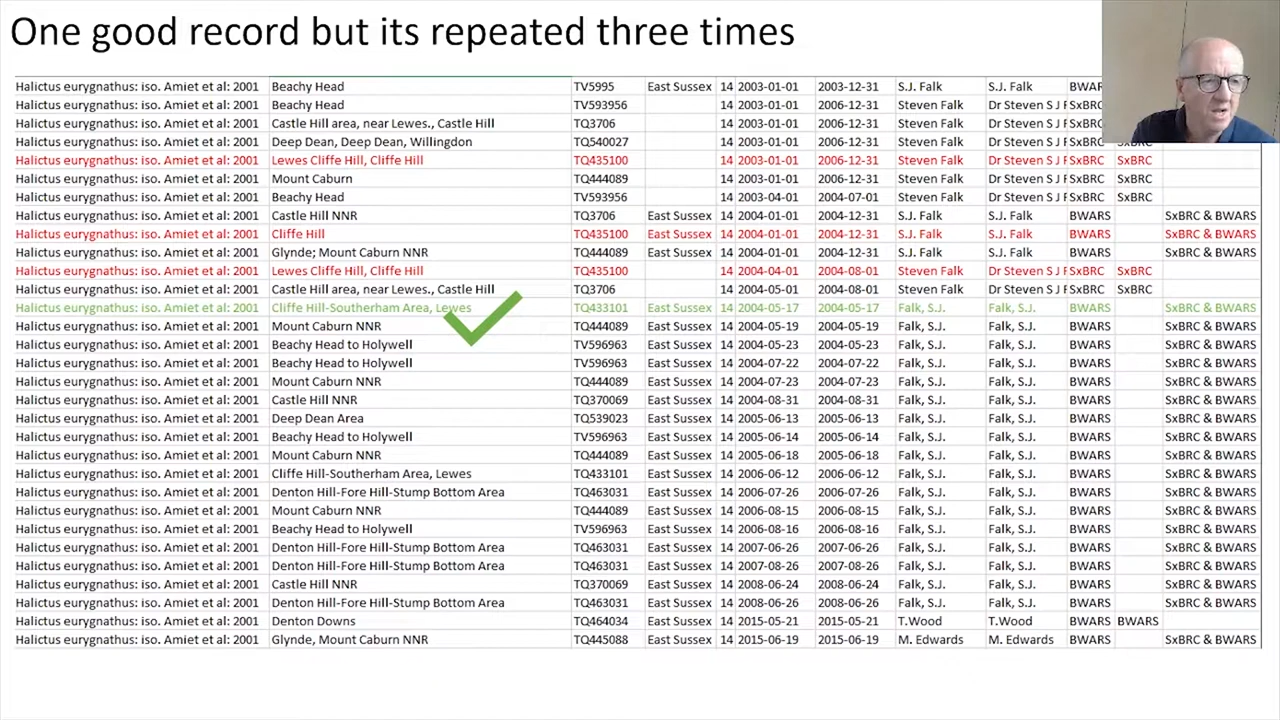 One good record but its repeated three times
Halictus eurygnathus: iso. Amiet et al: 2001 Beachy Head TV5995 East Sussex 14 2003-01-01 2003-12-31 S.J. Falk S.J. Falk
Halictus eurygnathus: iso. Amiet et al: 2001 Beachy Head TV593956 14 2003-01-01 2006-12-31 Steven Falk Dr Steven S J F SxBRC
Halictus eurygnathus: iso. Amiet et al: 2001 Castle Hill area, near Lewes., Castle Hill TQ3706 14 2003-01-01 2006-12-31 Steven Falk Dr Steven S J F SxBRC
Halictus eurygnathus: iso. Amiet et al: 2001 Deep Dean, Deep Dean, Willingdon TQ540027 14 2003-01-01 2006-12-31 Steven Falk Dr Steven S J F SxBRC SxBRC
Halictus eurygnathus: iso. Amiet et al: 2001 Lewes Cliffe Hill, Cliffe Hill TQ435100 14 2003-01-01 2006-12-31 Steven Falk Dr Steven S J F SxBRC SxBRC
Halictus eurygnathus: iso. Amiet et al: 2001 Mount Caburn TQ444089 14 2003-01-01 2006-12-31 Steven Falk Dr Steven S J F SxBRC SxBRC
Halictus eurygnathus: iso. Amiet et al: 2001 Beachy Head TV593956 14 2003-04-01 2004-07-01 Steven Falk Dr Steven S J F SxBRC SxBRC
Halictus eurygnathus: iso. Amiet et al: 2001 Castle Hill NNR TQ3706 East Sussex 14 2004-01-01 2004-12-31 S.J. Falk S.J. Falk BWARS SxBRC & BWARS
Halictus eurygnathus: iso. Amiet et al: 2001 Cliffe Hill TQ435100 East Sussex 14 2004-01-01 2004-12-31 S.J. Falk S.J. Falk BWARS SxBRC & BWARS
Halictus eurygnathus: iso. Amiet et al: 2001 Glynde; Mount Caburn NNR TQ444089 East Sussex 14 2004-01-01 2004-12-31 S.J. Falk S.J. Falk BWARS SxBRC & BWARS
Halictus eurygnathus: iso. Amiet et al: 2001 Lewes Cliffe Hill, Cliffe Hill TQ435100 14 2004-04-01 2004-08-01 Steven Falk Dr Steven S J F SxBRC SxBRC
Halictus eurygnathus: iso. Amiet et al: 2001 Castle Hill area, near Lewes., Castle Hill TQ3706 14 2004-05-01 2004-08-01 Steven Falk Dr Steven S J F SxBRC SxBRC
Halictus eurygnathus: iso. Amiet et al: 2001 Cliffe Hill-Southerham Area, Lewes TQ433101 East Sussex 14 2004-05-17 2004-05-17 Falk, S.J. Falk, S.J. BWARS SxBRC & BWARS
Halictus eurygnathus: iso. Amiet et al: 2001 Mount Caburn NNR TQ444089 East Sussex 14 2004-05-19 2004-05-19 Falk, S.J. Falk, S.J. BWARS SxBRC & BWARS
Halictus eurygnathus: iso. Amiet et al: 2001 Beachy Head to Holywell TV596963 East Sussex 14 2004-05-23 2004-05-23 Falk, S.J. Falk, S.J. BWARS SxBRC & BWARS
Halictus eurygnathus: iso. Amiet et al: 2001 Beachy Head to Holywell TV596963 East Sussex 14 2004-07-22 2004-07-22 Falk, S.J. Falk, S.J. BWARS SxBRC & BWARS
Halictus eurygnathus: iso. Amiet et al: 2001 Mount Caburn NNR TQ444089 East Sussex 14 2004-07-23 2004-07-23 Falk, S.J. Falk, S.J. BWARS SxBRC & BWARS
Halictus eurygnathus: iso. Amiet et al: 2001 Castle Hill NNR TQ370069 East Sussex 14 2004-08-31 2004-08-31 Falk, S.J. Falk, S.J. BWARS SxBRC & BWARS
Halictus eurygnathus: iso. Amiet et al: 2001 Deep Dean Area TQ539023 East Sussex 14 2005-06-13 2005-06-13 Falk, S.J. Falk, S.J. BWARS SxBRC & BWARS
Halictus eurygnathus: iso. Amiet et al: 2001 Beachy Head to Holywell TV596963 East Sussex 14 2005-06-14 2005-06-14 Falk, S.J. Falk, S.J. BWARS SxBRC & BWARS
Halictus eurygnathus: iso. Amiet et al: 2001 Mount Caburn NNR TQ444089 East Sussex 14 2005-06-18 2005-06-18 Falk, S.J. Falk, S.J. BWARS SxBRC & BWARS
Halictus eurygnathus: iso. Amiet et al: 2001 Cliffe Hill-Southerham Area, Lewes TQ433101 East Sussex 14 2006-06-12 2006-06-12 Falk, S.J. Falk, S.J. BWARS SxBRC & BWARS
Halictus eurygnathus: iso. Amiet et al: 2001 Denton Hill-Fore Hill-Stump Bottom Area TQ463031 East Sussex 14 2006-07-26 2006-07-26 Falk, S.J. Falk, S.J. BWARS SxBRC & BWARS
Halictus eurygnathus: iso. Amiet et al: 2001 Mount Caburn NNR TQ444089 East Sussex 14 2006-08-15 2006-08-15 Falk, S.J. Falk, S.J. BWARS SxBRC & BWARS
Halictus eurygnathus: iso. Amiet et al: 2001 Beachy Head to Holywell TV596963 East Sussex 14 2006-08-16 2006-08-16 Falk, S.J. Falk, S.J. BWARS SxBRC & BWARS
Halictus eurygnathus: iso. Amiet et al: 2001 Denton Hill-Fore Hill-Stump Bottom Area TQ463031 East Sussex 14 2007-06-26 2007-06-26 Falk, S.J. Falk, S.J. BWARS SxBRC & BWARS
Halictus eurygnathus: iso. Amiet et al: 2001 Denton Hill-Fore Hill-Stump Bottom Area TQ463031 East Sussex 14 2007-08-26 2007-08-26 Falk, S.J. Falk, S.J. BWARS SxBRC & BWARS
Halictus eurygnathus: iso. Amiet et al: 2001 Castle Hill NNR TQ370069 East Sussex 14 2008-06-24 2008-06-24 Falk, S.J. Falk, S.J. BWARS SxBRC & BWARS
Halictus eurygnathus: iso. Amiet et al: 2001 Denton Hill-Fore Hill-Stump Bottom Area TQ463031 East Sussex 14 2008-06-26 2008-06-26 Falk, S.J. Falk, S.J. BWARS SxBRC & BWARS
Halictus eurygnathus: iso. Amiet et al: 2001 Denton Downs TQ464034 East Sussex 14 2015-05-21 2015-05-21 T.Wood T.Wood BWARS BWARS
Halictus eurygnathus: iso. Amiet et al: 2001 Glynde, Mount Caburn NNR TQ445088 East Sussex 14 2015-06-19 2015-06-19 M. Edwards M. Edwards BWARS SxBRC & BWARS